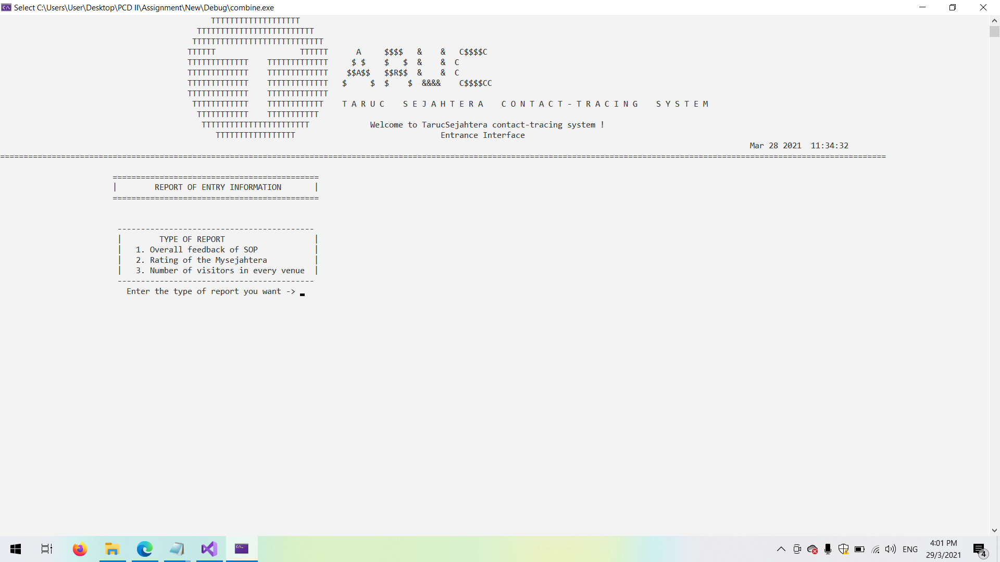 Select C:\Users\User\Desktop\PCD II\Assignment\New\Debug\combine.exe
TTTTTTTTTTTTTTTTTTT
TTTTTTTTTTTTTTTTTTTTTTTTT
TTTTTTTTTTTTTTTTTTTTTTTTTTTT
TTTTTT                  TTTTTT      A     $$$$   &    &   C$$$$C
TTTTTTTTTTTTT    TTTTTTTTTTTTT     $ $    $   $  &    &  C
TTTTTTTTTTTTT    TTTTTTTTTTTTT    $$A$$   $$R$$  &    &  C
TTTTTTTTTTTTT    TTTTTTTTTTTTT   $     $  $    $  &&&&    C$$$$CC
TTTTTTTTTTTTT    TTTTTTTTTTTTT
TTTTTTTTTTTT    TTTTTTTTTTTT    T A R U C    S E J A H T E R A    C O N T A C T - T R A C I N G    S Y S T E M
TTTTTTTTTTT    TTTTTTTTTTT
TTTTTTTTTTTTTTTTTTTTTTT             Welcome to TarucSejahtera contact-tracing system !
TTTTTTTTTTTTTTTTT                               Entrance Interface
Mar 28 2021  11:34:32
REPORT OF ENTRY INFORMATION
TYPE OF REPORT
1. Overall feedback of SOP
2. Rating of the Mysejahtera
3. Number of visitors in every venue
Enter the type of report you want ->
ENG
4:01 PM
29/3/2021
4